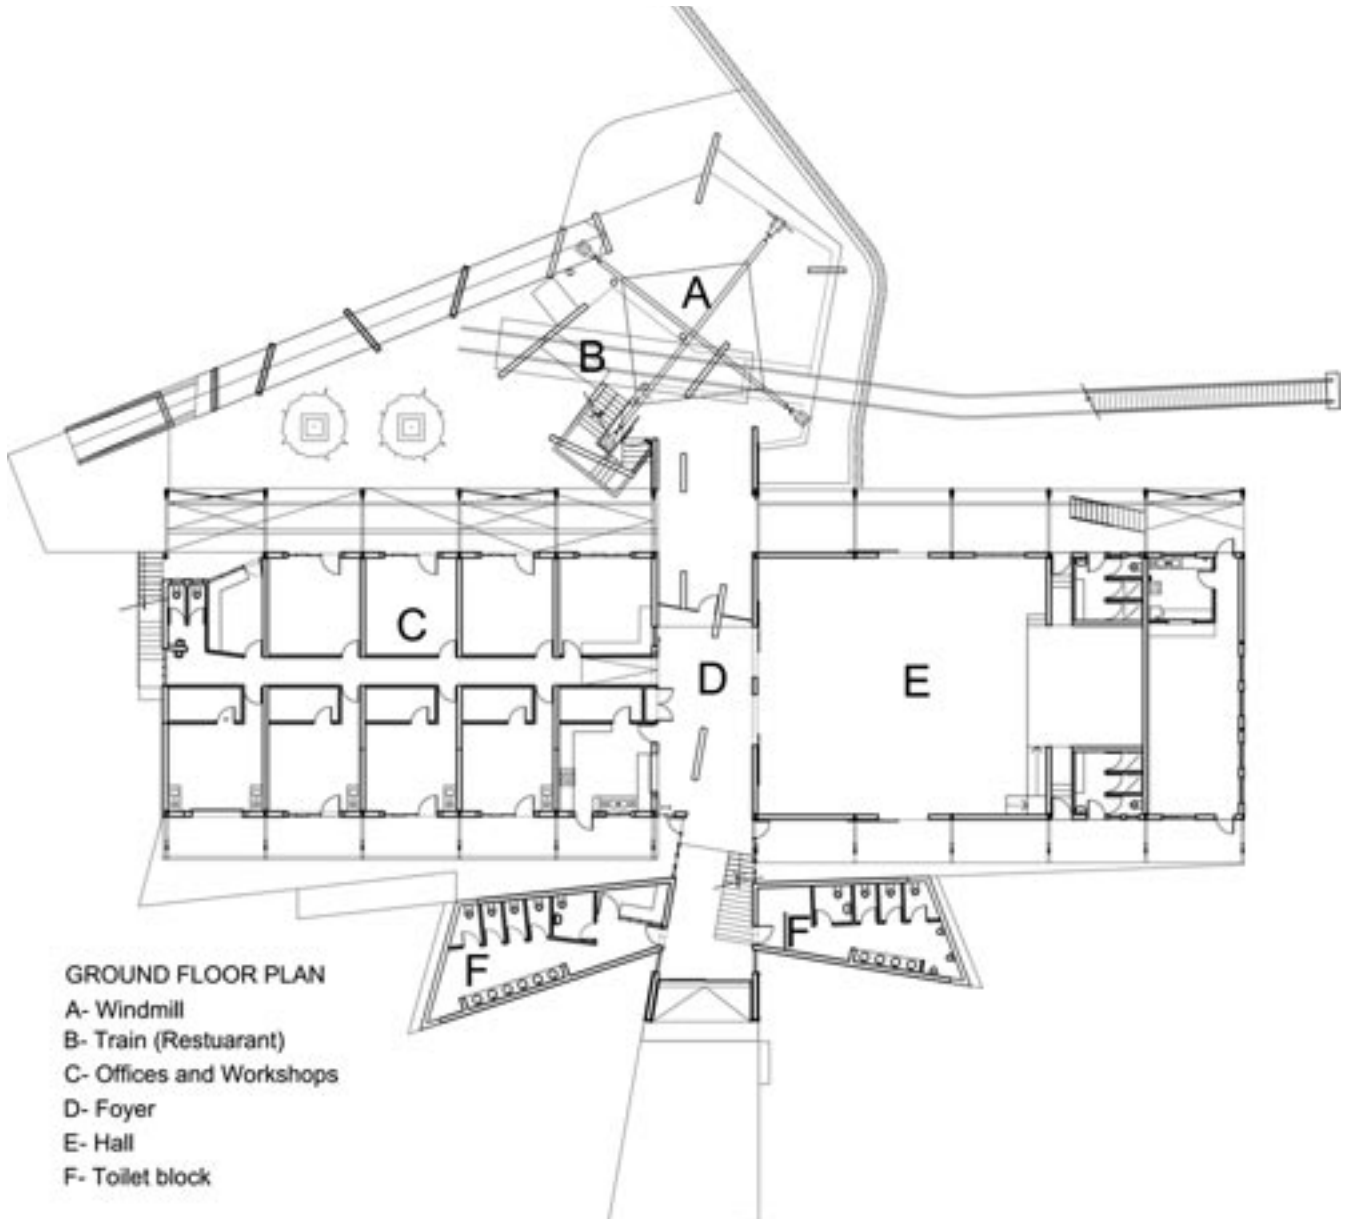 A
B
C
D
E
F
F
GROUND FLOOR PLAN
A- Windmill
B- Train (Restuarant)
C- Offices and Workshops
D- Foyer
E- Hall
F- Toilet block